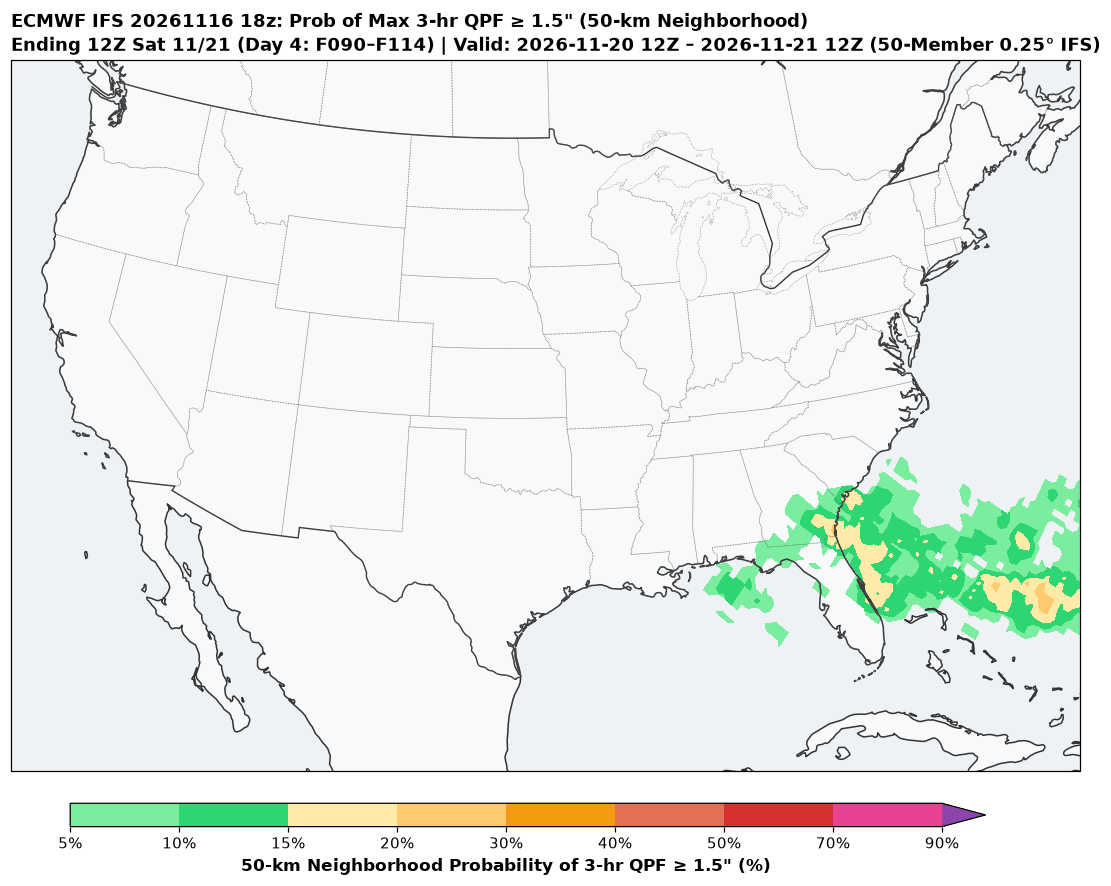 ECMWF IFS 20261116 18z: Prob of Max 3-hr QPF ≥ 1.5" (50-km Neighborhood)
Ending 12Z Sat 11/21 (Day 4: F090–F114) | Valid: 2026-11-20 12Z – 2026-11-21 12Z (50-Member 0.25° IFS)
5% 10% 15% 20% 30% 40% 50% 70% 90%
50-km Neighborhood Probability of 3-hr QPF ≥ 1.5" (%)